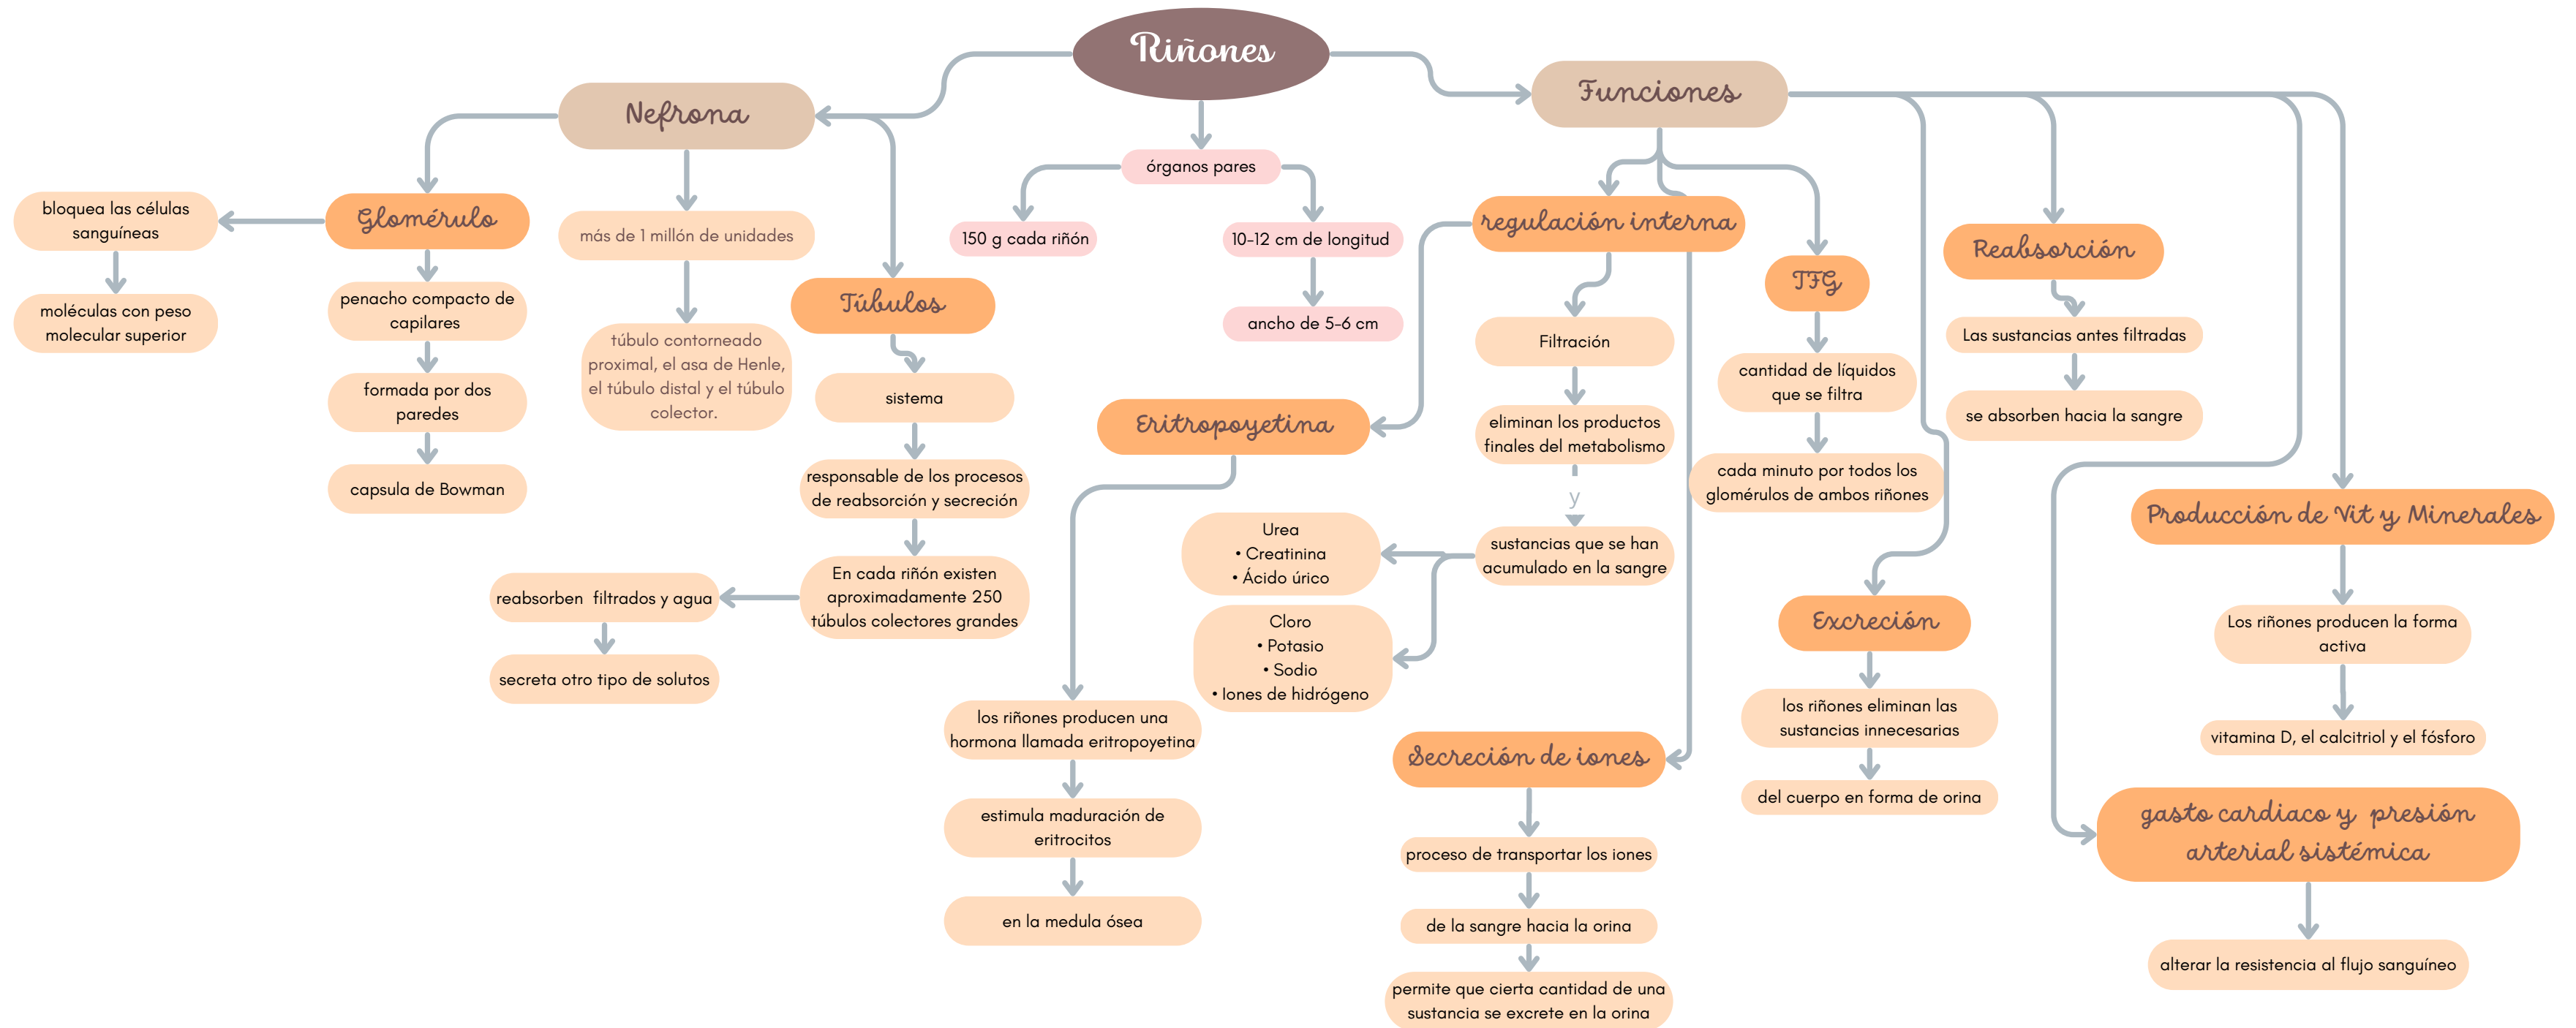 Riñones
Nefrona
Glomérulo
bloquea las células
sanguíneas
moléculas con peso
molecular superior
penacho compacto de
capilares
formada por dos
paredes
capsula de Bowman
más de 1 millón de unidades
túbulo contorneado
proximal, el asa de Henle,
el túbulo distal y el túbulo
colector.
Túbulos
sistema
responsable de los procesos
de reabsorción y secreción
En cada riñón existen
aproximadamente 250
túbulos colectores grandes
reabsorben  filtrados y agua
secreta otro tipo de solutos
órganos pares
150 g cada riñón
10-12 cm de longitud
ancho de 5-6 cm
Funciones
regulación interna
Eritropoyetina
los riñones producen una
hormona llamada eritropoyetina
estimula maduración de
eritrocitos
en la medula ósea
Filtración
eliminan los productos
finales del metabolismo
y
sustancias que se han
acumulado en la sangre
Urea
• Creatinina
• Ácido úrico
Cloro
• Potasio
• Sodio
• Iones de hidrógeno
Secreción de iones
proceso de transportar los iones
de la sangre hacia la orina
permite que cierta cantidad de una
sustancia se excrete en la orina
TFG
cantidad de líquidos
que se filtra
cada minuto por todos los
glomérulos de ambos riñones
Excreción
los riñones eliminan las
sustancias innecesarias
del cuerpo en forma de orina
Reabsorción
Las sustancias antes filtradas
se absorben hacia la sangre
Producción de Vit y Minerales
Los riñones producen la forma
activa
vitamina D, el calcitriol y el fósforo
gasto cardiaco y  presión
arterial sistémica
alterar la resistencia al flujo sanguíneo